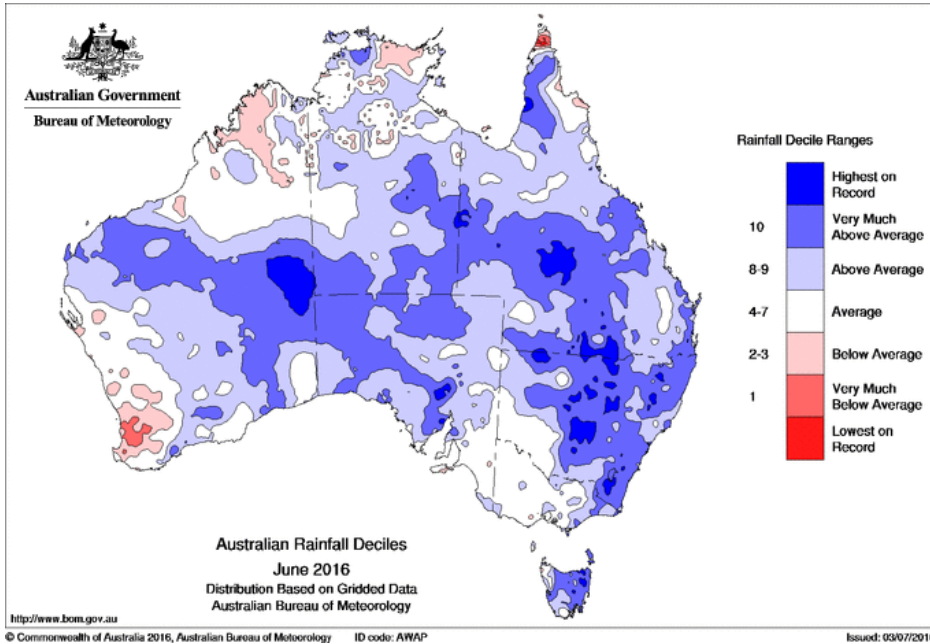 Australian Government
Bureau of Meteorology
Rainfall Decile Ranges
Highest on
Record
10
Very Much
Above Average
8-9
Above Average
4-7
Average
2-3
Below Average
1
Very Much
Below Average
Lowest on
Record
Australian Rainfall Deciles
June 2016
Distribution Based on Gridded Data
Australian Bureau of Meteorology
http://www.bom.gov.au
© Commonwealth of Australia 2016, Australian Bureau of Meteorology ID code: AWAP Issued: 03/07/2016